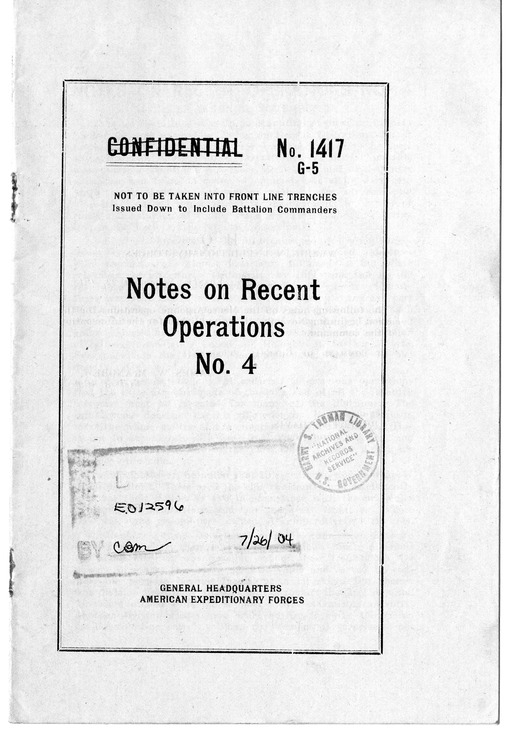 CONFIDENTIAL No. 1417
G-5
NOT TO BE TAKEN INTO FRONT LINE TRENCHES
Issued Down to Include Battalion Commanders
Notes on Recent
Operations
No. 4
HARRY S. TRUMAN LIBRARY
"NATIONAL
ARCHIVES AND
RECORDS
SERVICE"
U.S. GOVERNMENT
E012596
BY com 7/26/04
GENERAL HEADQUARTERS
AMERICAN EXPEDITIONARY FORCES